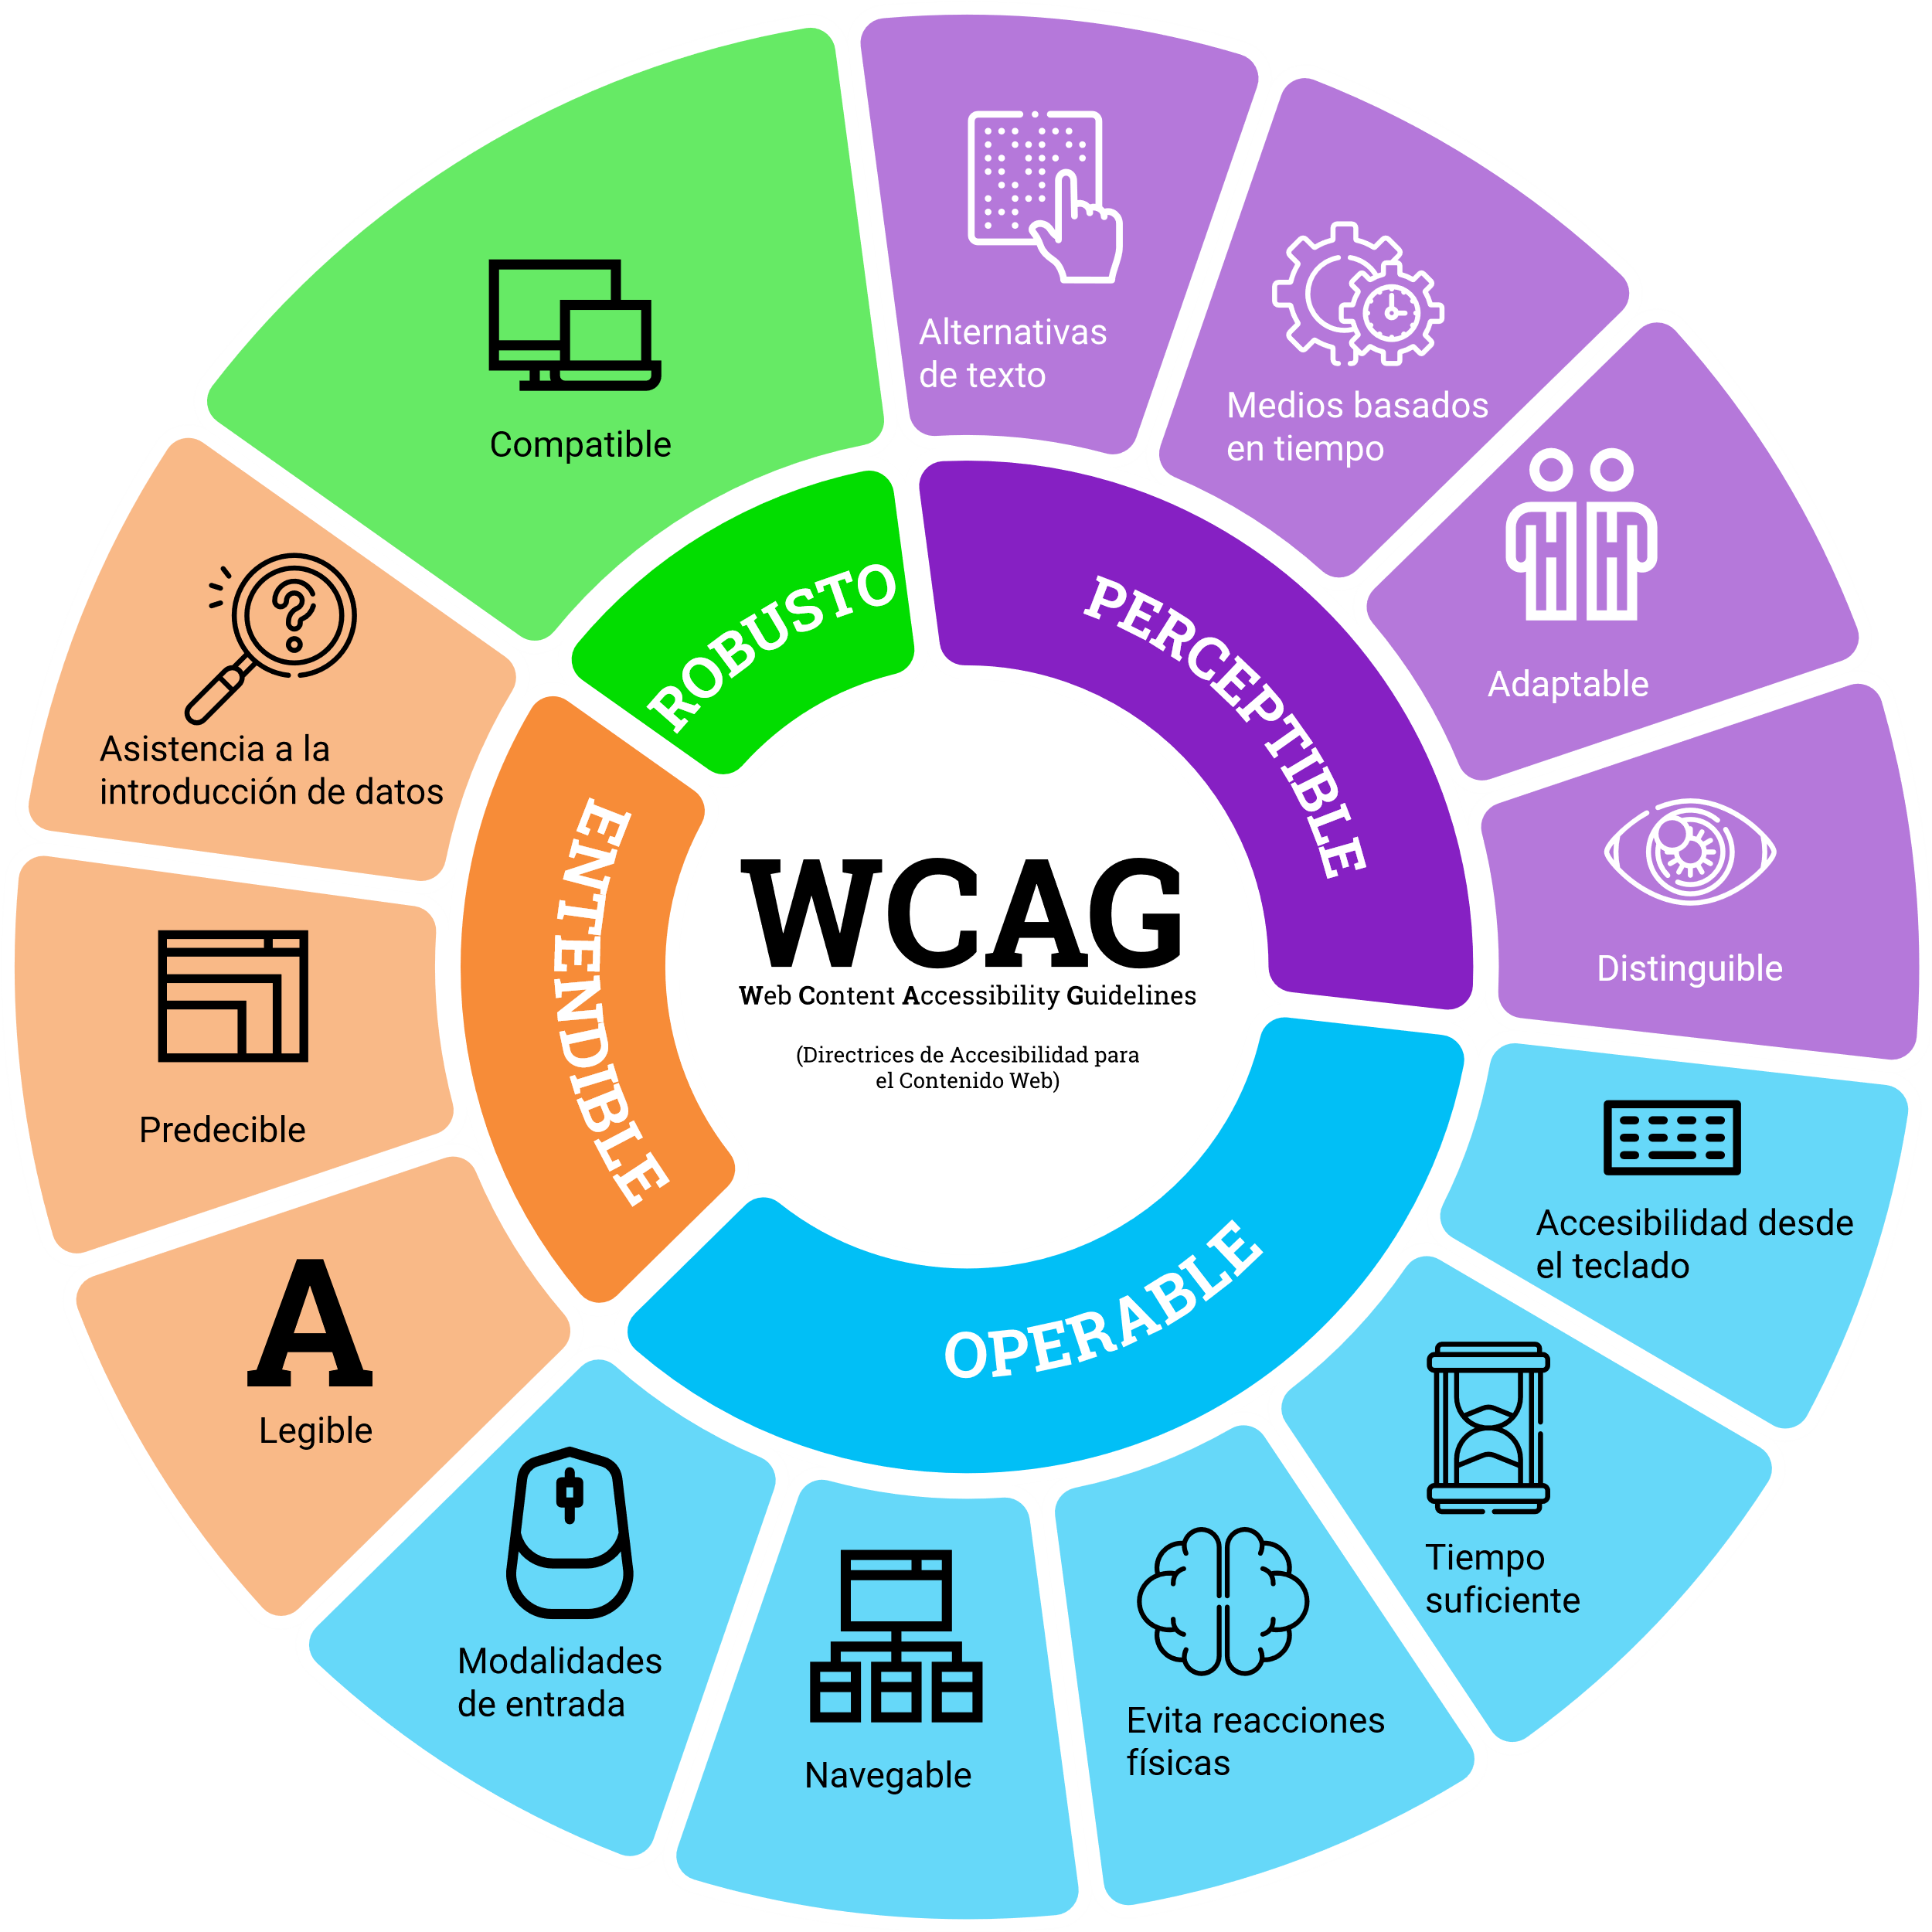 WCAG
Web Content Accessibility Guidelines
(Directrices de Accesibilidad para
el Contenido Web)
PERCEPTIBLE
Alternativas
de texto
Medios basados
en tiempo
Adaptable
Distinguible
OPERABLE
Accesibilidad desde
el teclado
Tiempo
suficiente
Evita reacciones
físicas
Navegable
Modalidades
de entrada
ENTENDIBLE
A
Legible
Predecible
Asistencia a la
introducción de datos
ROBUSTO
Compatible